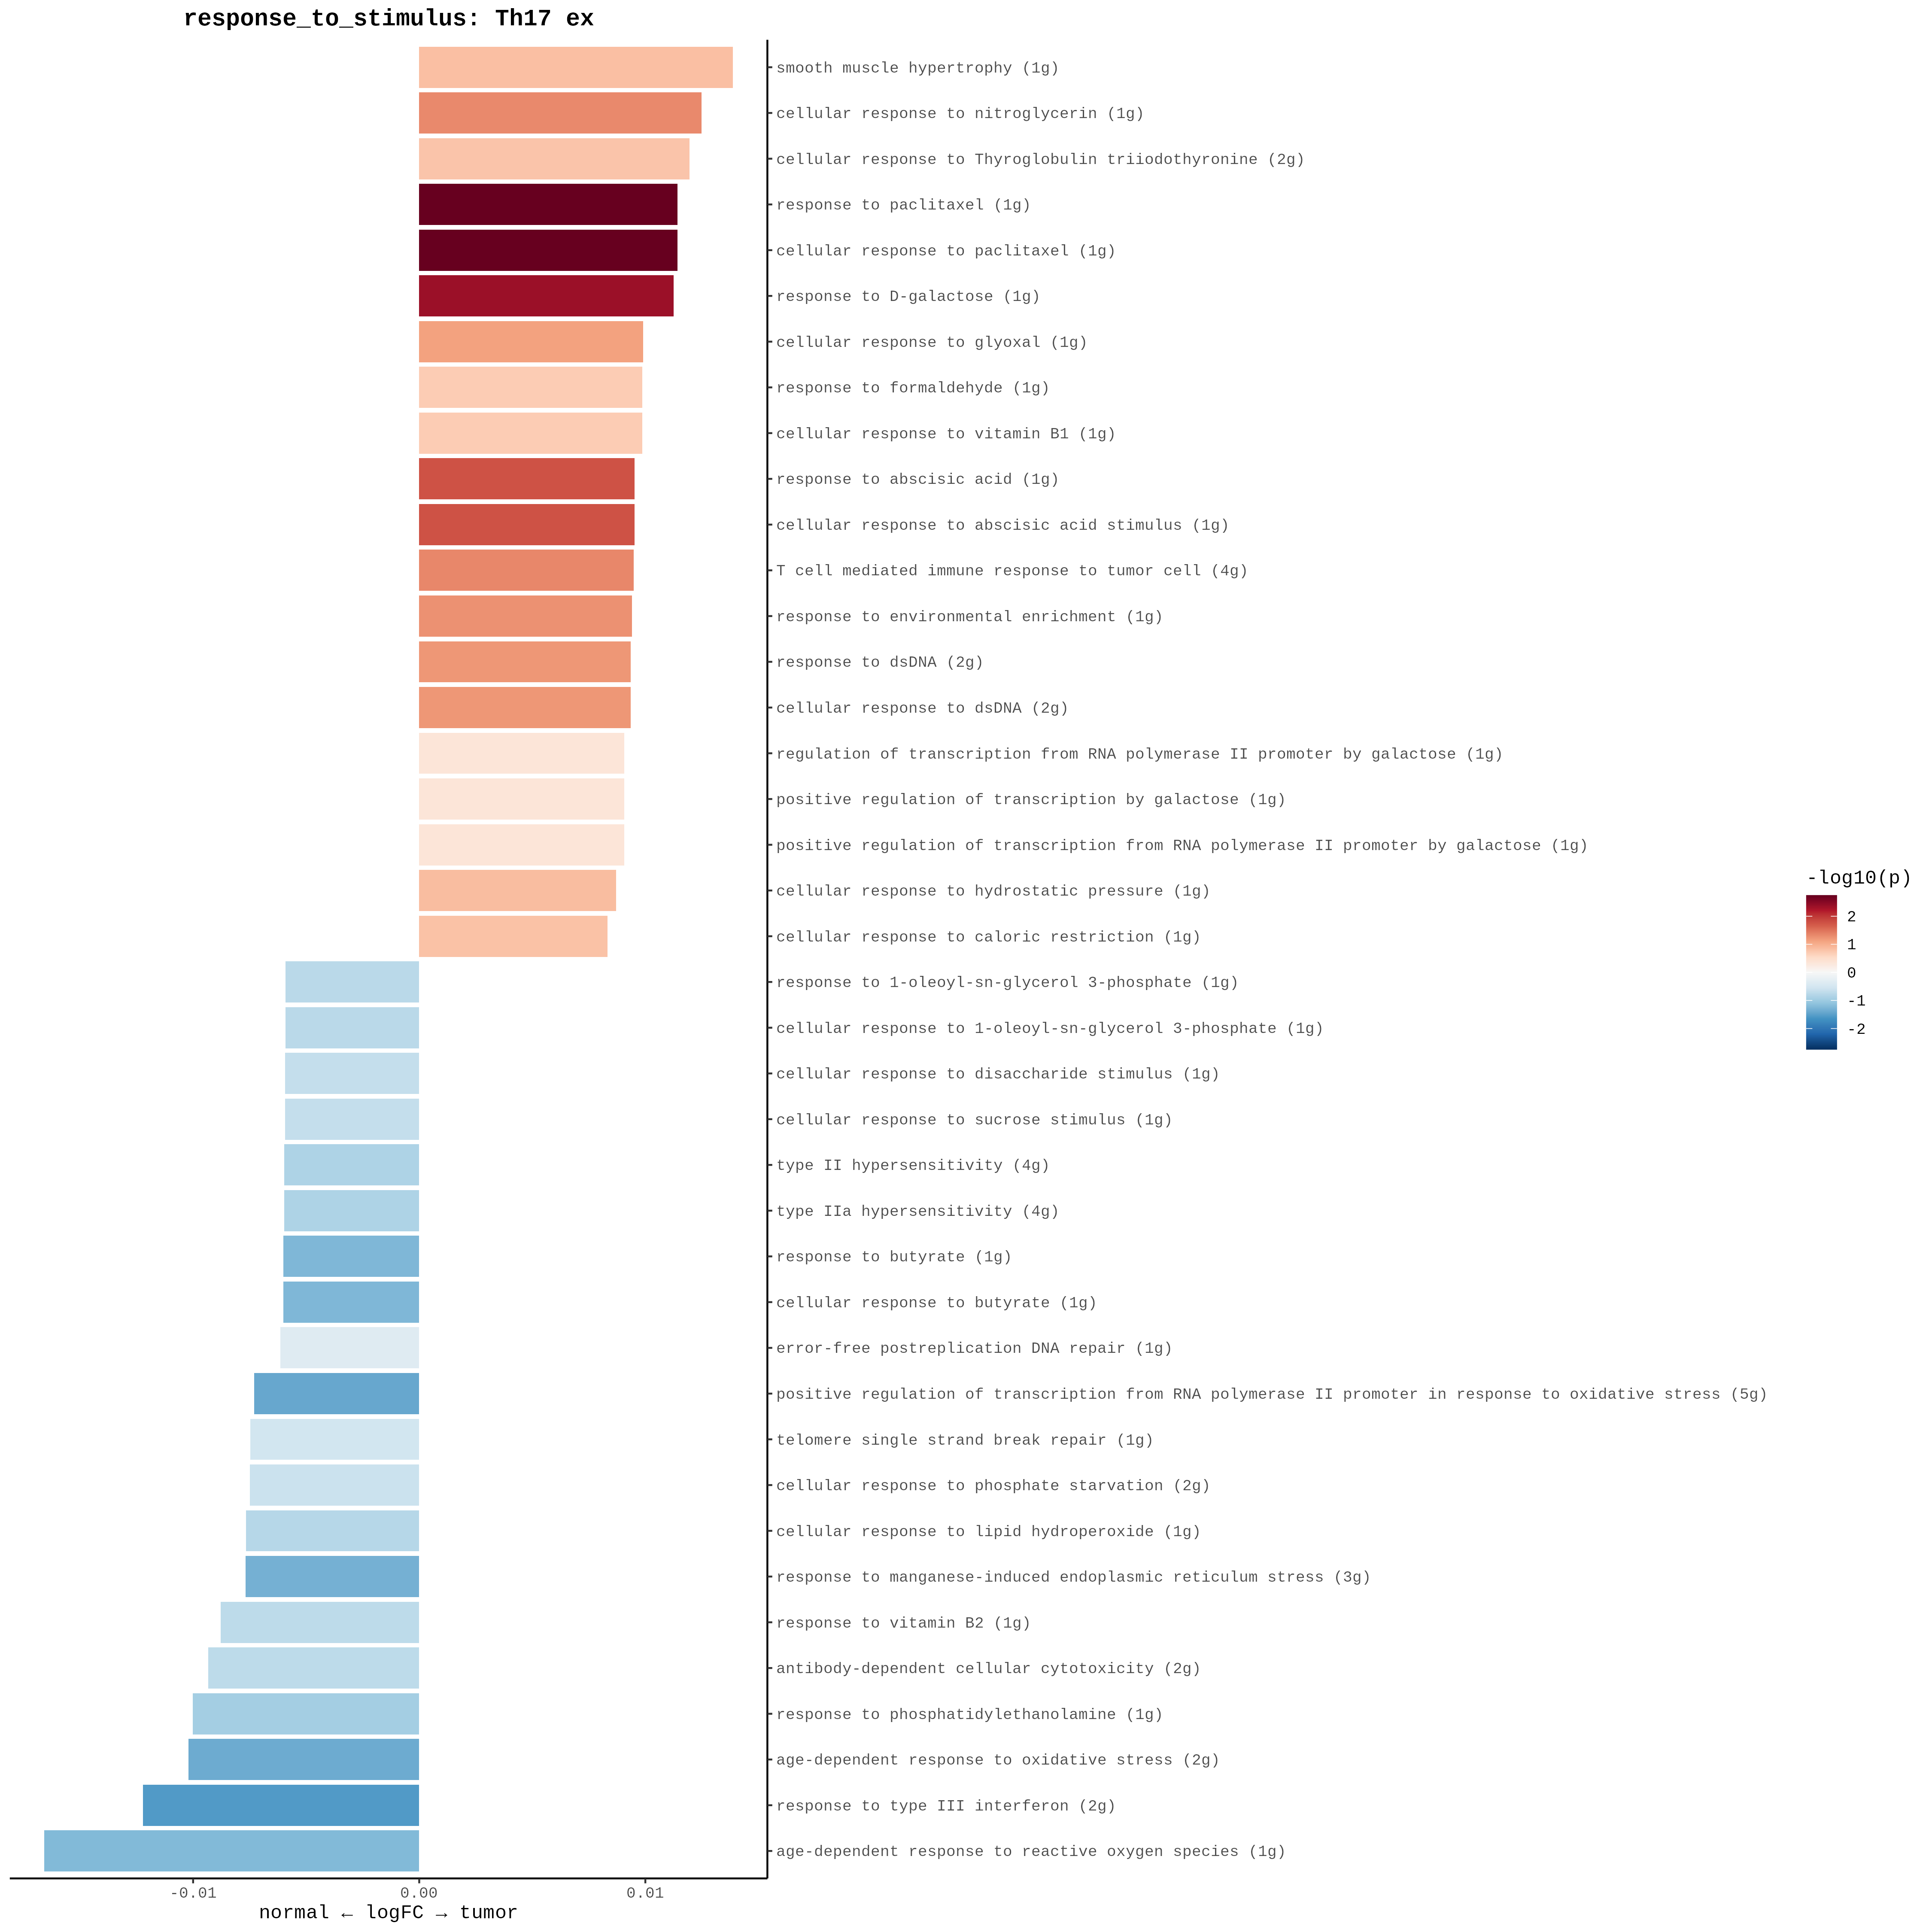 response_to_stimulus: Th17 ex
smooth muscle hypertrophy (1g)
cellular response to nitroglycerin (1g)
cellular response to Thyroglobulin triiodothyronine (2g)
response to paclitaxel (1g)
cellular response to paclitaxel (1g)
response to D-galactose (1g)
cellular response to glyoxal (1g)
response to formaldehyde (1g)
cellular response to vitamin B1 (1g)
response to abscisic acid (1g)
cellular response to abscisic acid stimulus (1g)
T cell mediated immune response to tumor cell (4g)
response to environmental enrichment (1g)
response to dsDNA (2g)
cellular response to dsDNA (2g)
regulation of transcription from RNA polymerase II promoter by galactose (1g)
positive regulation of transcription by galactose (1g)
positive regulation of transcription from RNA polymerase II promoter by galactose (1g)
cellular response to hydrostatic pressure (1g)
cellular response to caloric restriction (1g)
response to 1-oleoyl-sn-glycerol 3-phosphate (1g)
cellular response to 1-oleoyl-sn-glycerol 3-phosphate (1g)
cellular response to disaccharide stimulus (1g)
cellular response to sucrose stimulus (1g)
type II hypersensitivity (4g)
type IIa hypersensitivity (4g)
response to butyrate (1g)
cellular response to butyrate (1g)
error-free postreplication DNA repair (1g)
positive regulation of transcription from RNA polymerase II promoter in response to oxidative stress (5g)
telomere single strand break repair (1g)
cellular response to phosphate starvation (2g)
cellular response to lipid hydroperoxide (1g)
response to manganese-induced endoplasmic reticulum stress (3g)
response to vitamin B2 (1g)
antibody-dependent cellular cytotoxicity (2g)
response to phosphatidylethanolamine (1g)
age-dependent response to oxidative stress (2g)
response to type III interferon (2g)
age-dependent response to reactive oxygen species (1g)
-0.01 0.00 0.01
normal ← logFC → tumor
-log10(p)
2
1
0
-1
-2